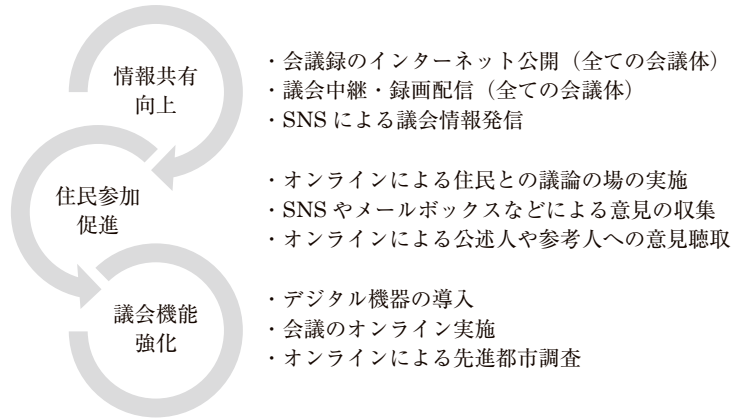 情報共有
向上
・会議録のインターネット公開（全ての会議体）
・議会中継・録画配信（全ての会議体）
・SNS による議会情報発信
住民参加
促進
・オンラインによる住民との議論の場の実施
・SNS やメールボックスなどによる意見の収集
・オンラインによる公述人や参考人への意見聴取
議会機能
強化
・デジタル機器の導入
・会議のオンライン実施
・オンラインによる先進都市調査